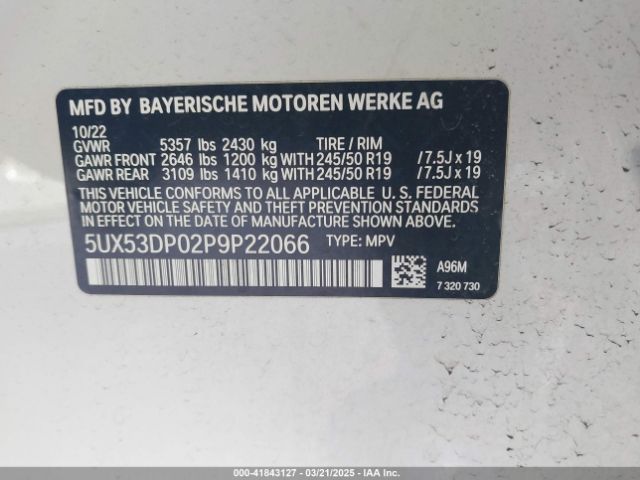 MFD BY BAYERISCHE MOTOREN WERKE AG
10/22
GVWR 5357 lbs 2430 kg TIRE / RIM
GAWR FRONT 2646 lbs 1200 kg WITH 245/50 R19 / 7.5J x 19
GAWR REAR 3109 lbs 1410 kg WITH 245/50 R19 / 7.5J x 19
THIS VEHICLE CONFORMS TO ALL APPLICABLE U. S. FEDERAL
MOTOR VEHICLE SAFETY AND THEFT PREVENTION STANDARDS
IN EFFECT ON THE DATE OF MANUFACTURE SHOWN ABOVE.
5UX53DP02P9P22066 TYPE: MPV
A96M
7 320 730
000-41843127 - 03/21/2025 - IAAI.COM